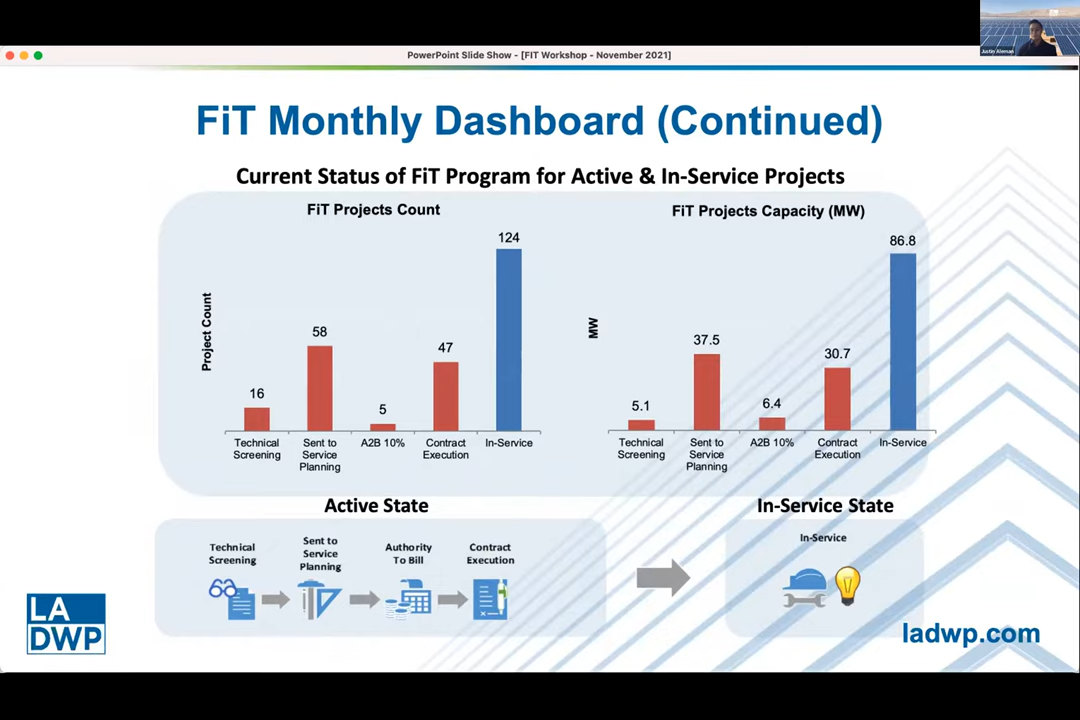 PowerPoint Slide Show - [FIT Workshop - November 2021]
FiT Monthly Dashboard (Continued)
Current Status of FiT Program for Active & In-Service Projects
FiT Projects Count
Project Count
16
58
5
47
124
Technical
Screening
Sent to
Service
Planning
A2B 10%
Contract
Execution
In-Service
FiT Projects Capacity (MW)
MW
5.1
37.5
6.4
30.7
86.8
Technical
Screening
Sent to
Service
Planning
A2B 10%
Contract
Execution
In-Service
Active State
Technical
Screening
Sent to
Service
Planning
Authority
To Bill
Contract
Execution
In-Service State
In-Service
LA
DWP
ladwp.com